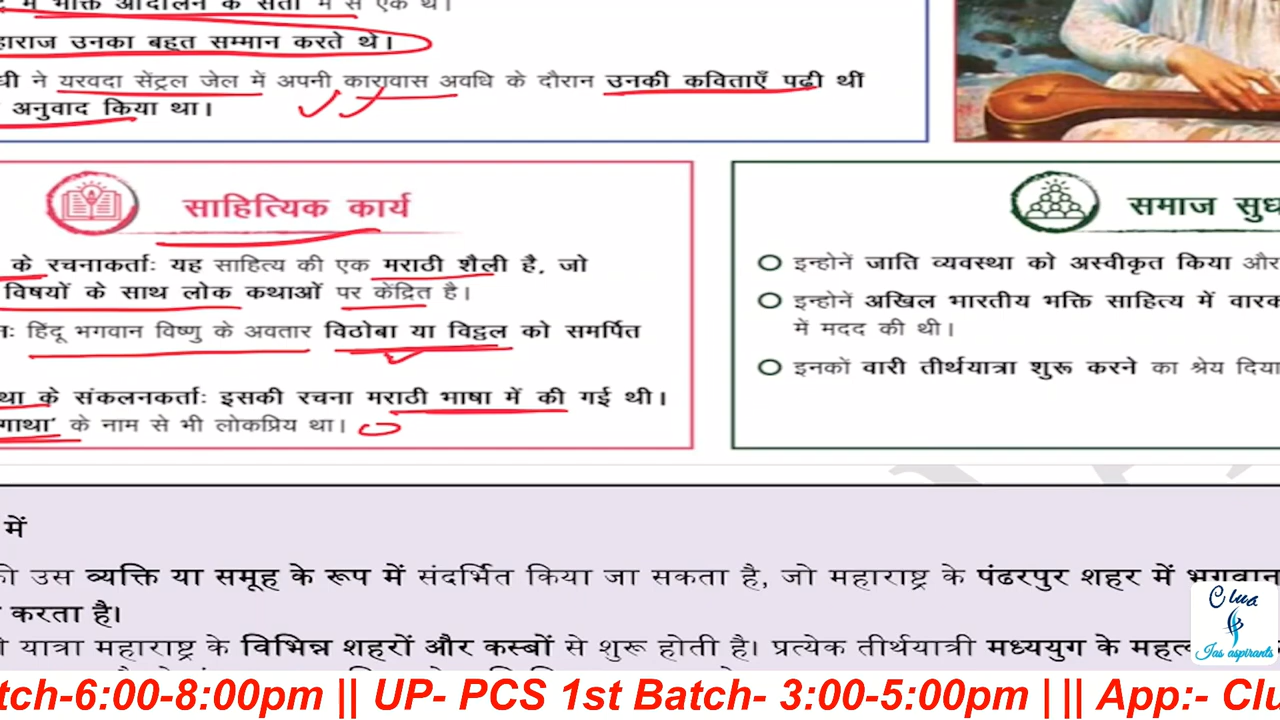 में भक्ति आंदोलन के संतों में से एक थे।
हाराज उनका बहुत सम्मान करते थे।
धी ने यरवदा सेंट्रल जेल में अपनी कारावास अवधि के दौरान उनकी कविताएँ पढ़ी थीं
अनुवाद किया था।
साहित्यिक कार्य
के रचनाकर्ताः यह साहित्य की एक मराठी शैली है, जो
विषयों के साथ लोक कथाओं पर केंद्रित है।
नः हिंदू भगवान विष्णु के अवतार विठोबा या विट्ठल को समर्पित
था के संकलनकर्ताः इसकी रचना मराठी भाषा में की गई थी।
गाथा' के नाम से भी लोकप्रिय था।
समाज सुध
इन्होनें जाति व्यवस्था को अस्वीकृत किया और
इन्होनें अखिल भारतीय भक्ति साहित्य में वारक
में मदद की थी।
इनकों वारी तीर्थयात्रा शुरू करने का श्रेय दिया
में
की उस व्यक्ति या समूह के रूप में संदर्भित किया जा सकता है, जो महाराष्ट्र के पंढरपुर शहर में भगवान
करता है।
यात्रा महाराष्ट्र के विभिन्न शहरों और कस्बों से शुरू होती है। प्रत्येक तीर्थयात्री मध्ययुग के महत्व
Clua
Jas aspirants
tch-6:00-8:00pm || UP- PCS 1st Batch- 3:00-5:00pm | || App:- Clu